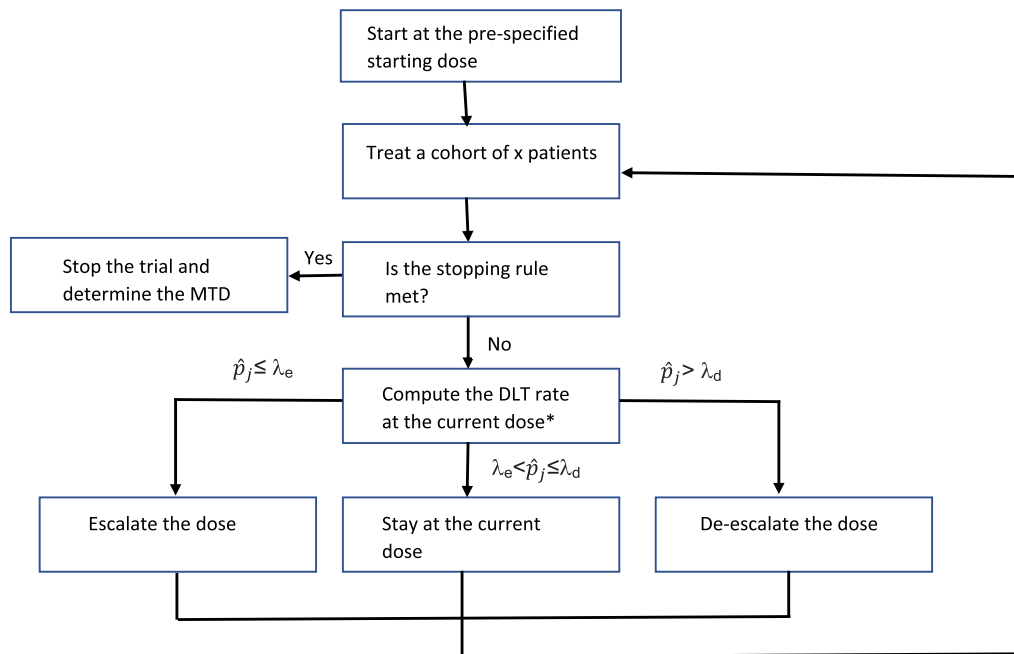 Start at the pre-specified
starting dose
Treat a cohort of x patients
Yes
Stop the trial and
determine the MTD
Is the stopping rule
met?
No
p̂ⱼ≤ λₑ
p̂ⱼ> λd
Compute the DLT rate
at the current dose*
λₑ<p̂ⱼ≤λd
Escalate the dose
Stay at the current
dose
De-escalate the dose